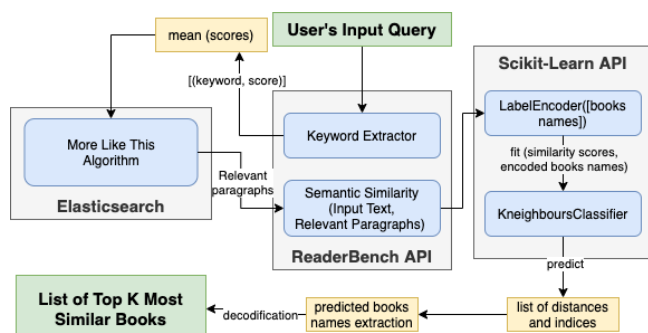 User's Input Query
mean (scores)
[(keyword, score)]
Scikit-Learn API
LabelEncoder([books
names])
Keyword Extractor
More Like This
Algorithm
fit (similarity scores,
encoded books names)
Relevant
paragraphs
Semantic Similarity
(Input Text,
Relevant Paragraphs)
Elasticsearch
KneighboursClassifier
ReaderBench API
predict
List of Top K Most
Similar Books
decodification
predicted books
names extraction
list of distances
and indices